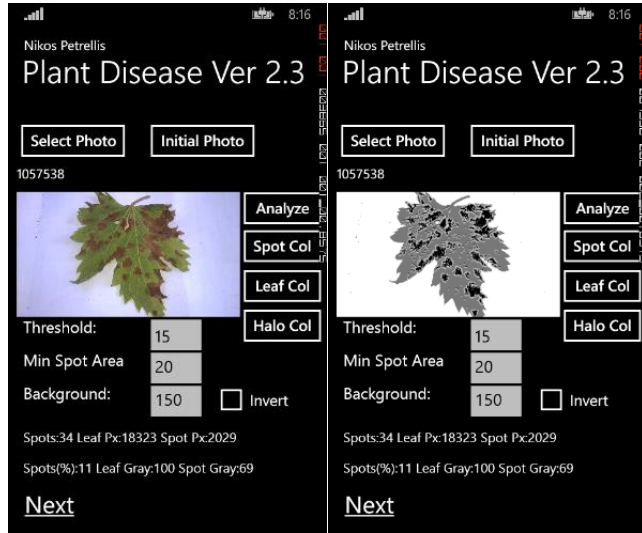 8:16
Nikos Petrellis
Plant Disease Ver 2.3
Select Photo Initial Photo
1057538
Analyze
Spot Col
Leaf Col
Halo Col
Threshold: 15
Min Spot Area 20
Background: 150 Invert
Spots:34 Leaf Px:18323 Spot Px:2029
Spots(%):11 Leaf Gray:100 Spot Gray:69
Next
8:16
Nikos Petrellis
Plant Disease Ver 2.3
Select Photo Initial Photo
1057538
Analyze
Spot Col
Leaf Col
Halo Col
Threshold: 15
Min Spot Area 20
Background: 150 Invert
Spots:34 Leaf Px:18323 Spot Px:2029
Spots(%):11 Leaf Gray:100 Spot Gray:69
Next